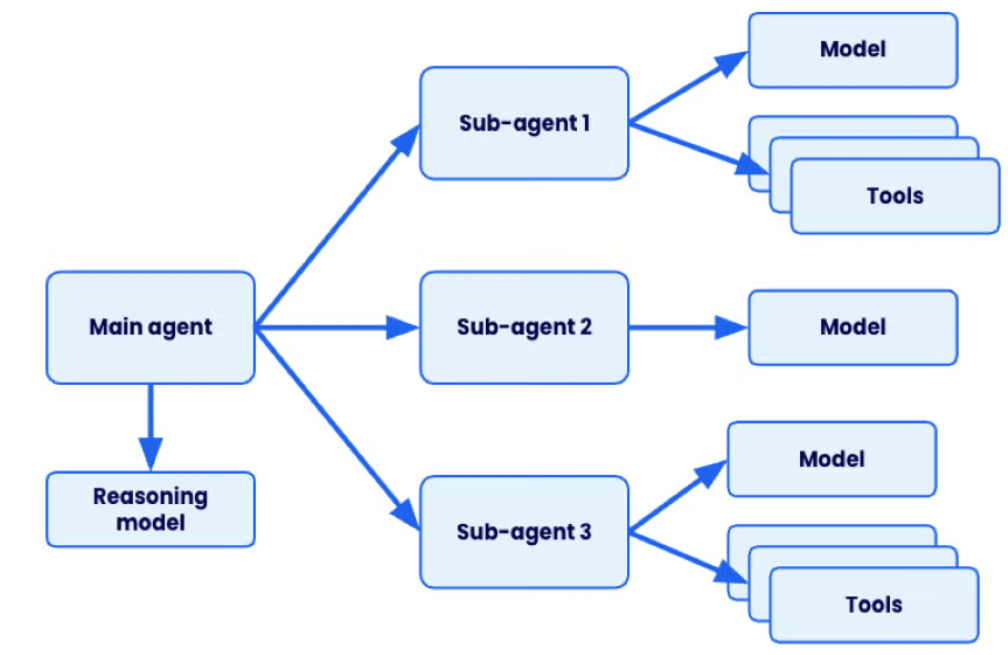 Model
Sub-agent 1
Tools
Main agent
Sub-agent 2
Model
Reasoning
model
Model
Sub-agent 3
Tools